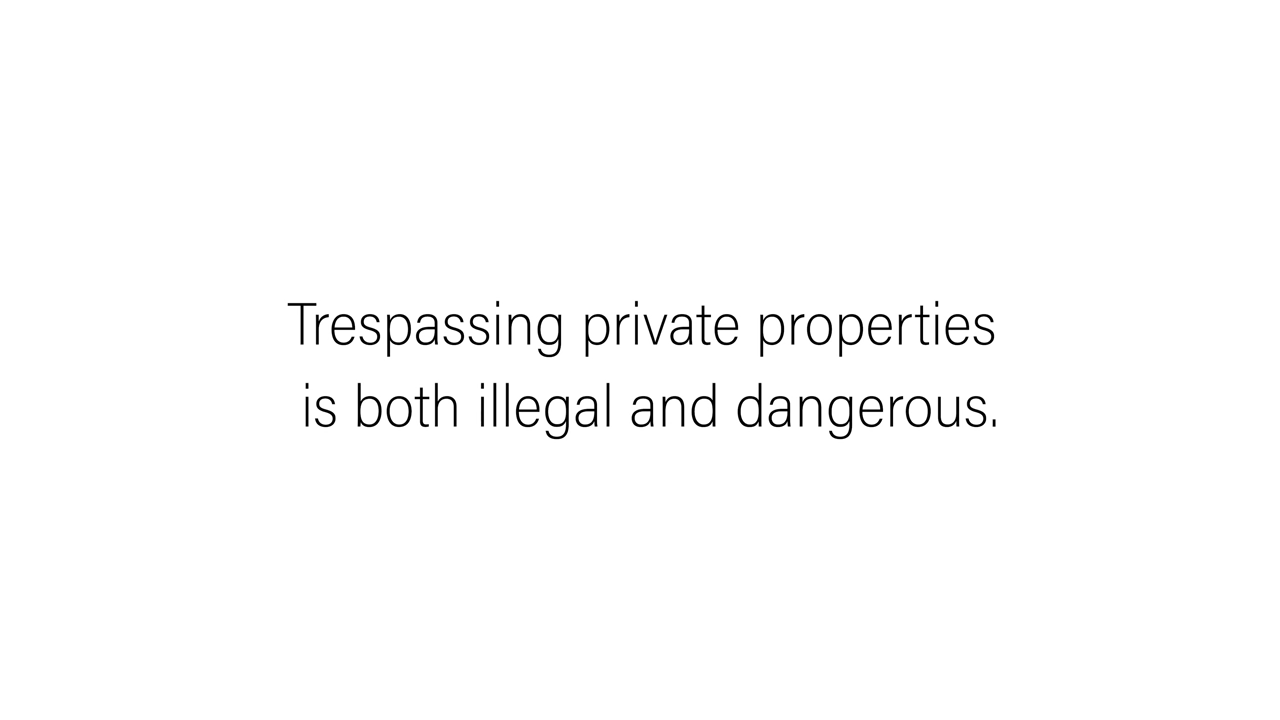 Trespassing private properties
is both illegal and dangerous.